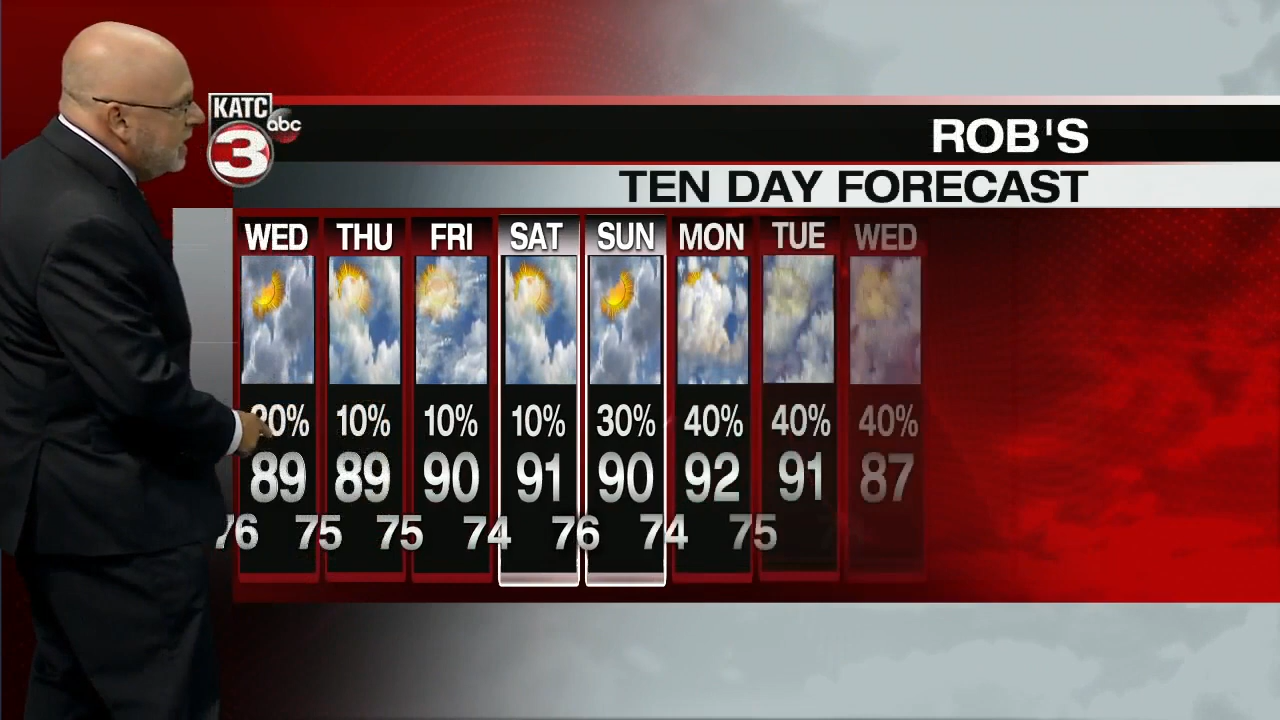 KATC
abc
3
ROB'S
TEN DAY FORECAST
WED THU FRI SAT SUN MON TUE WED
10% 10% 10% 30% 40% 40% 40%
89 89 90 91 90 92 91 87
76 75 75 74 76 74 75